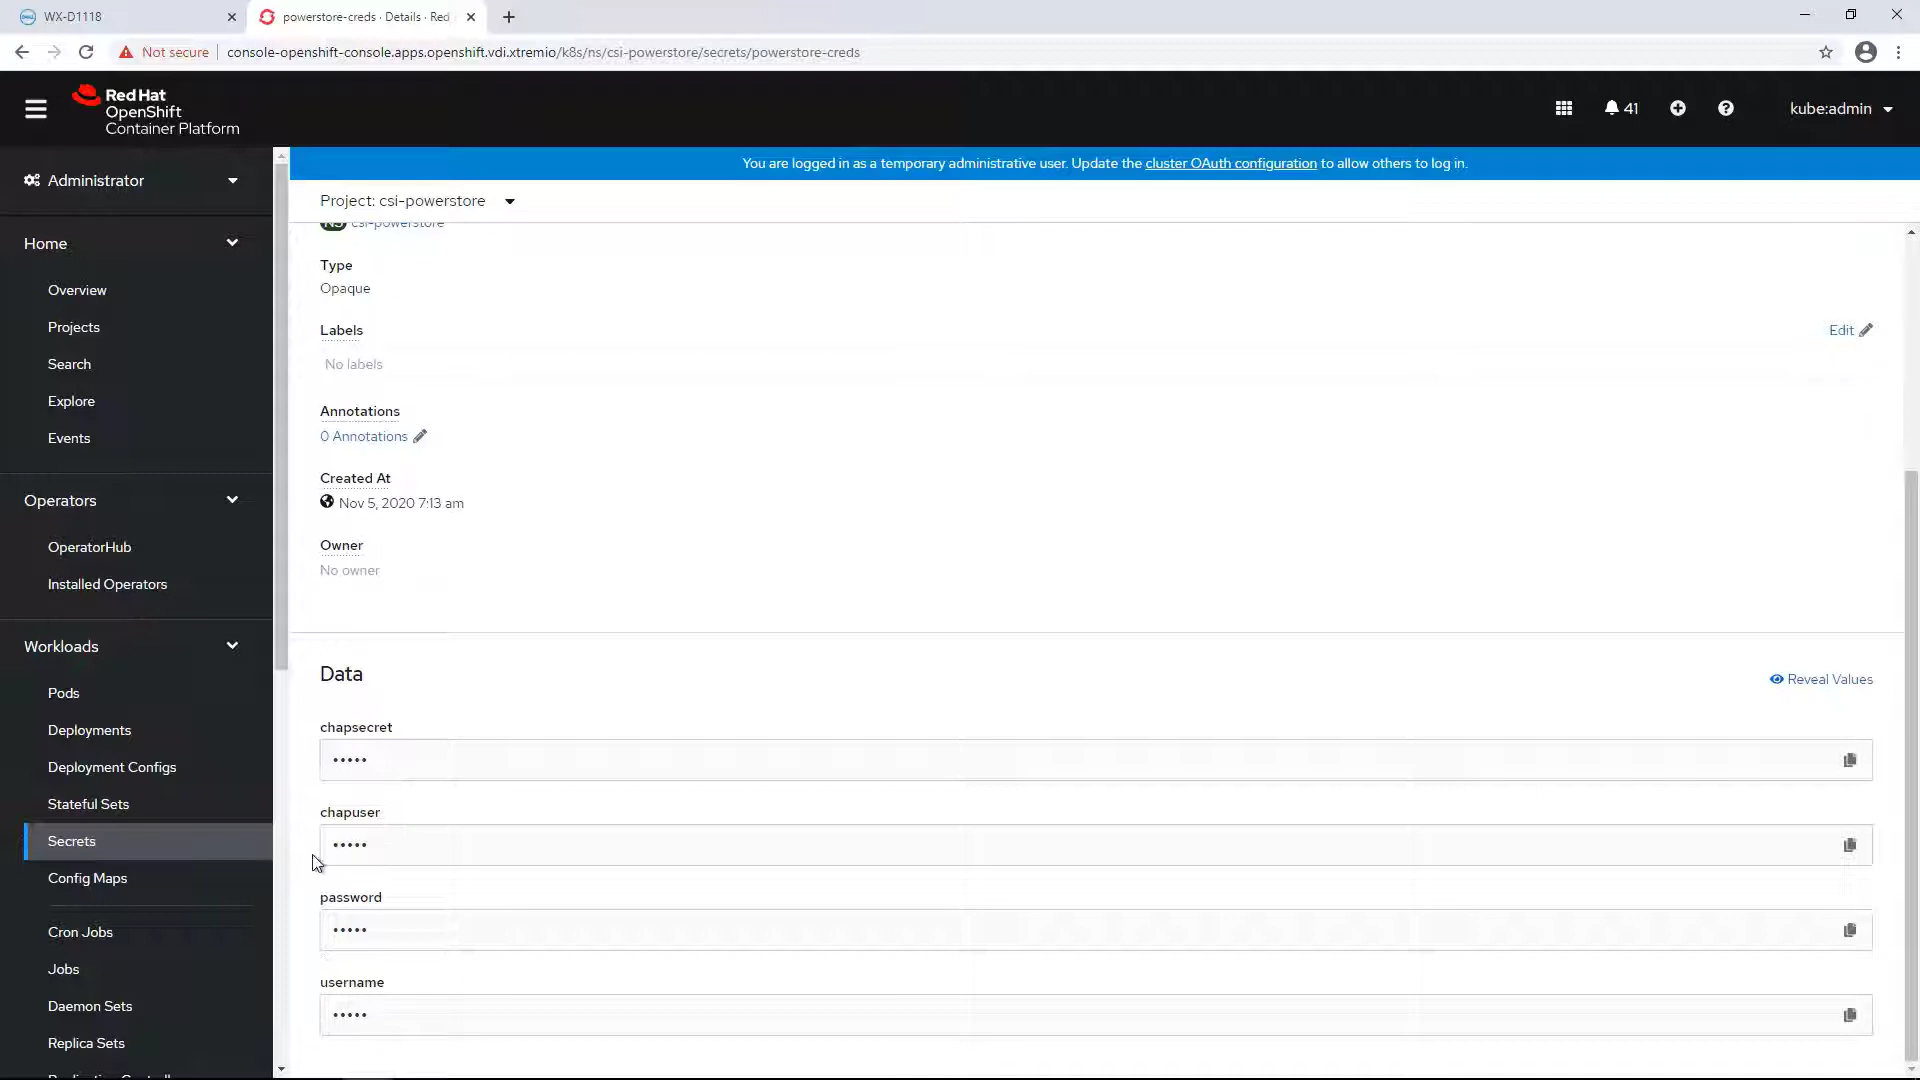 WX-D1118
powerstore-creds · Details · Red
Not secure
console-openshift-console.apps.openshift.vdi.xtremio/k8s/ns/csi-powerstore/secrets/powerstore-creds
Red Hat
OpenShift
Container Platform
41
kube:admin
You are logged in as a temporary administrative user. Update the cluster OAuth configuration to allow others to log in.
Administrator
Project: csi-powerstore
NS csi-powerstore
Home
Overview
Projects
Search
Explore
Events
Operators
OperatorHub
Installed Operators
Workloads
Pods
Deployments
Deployment Configs
Stateful Sets
Secrets
Config Maps
Cron Jobs
Jobs
Daemon Sets
Replica Sets
Type
Opaque
Labels
Edit
No labels
Annotations
0 Annotations
Created At
Nov 5, 2020 7:13 am
Owner
No owner
Data
Reveal Values
chapsecret
•••••
chapuser
•••••
password
•••••
username
•••••